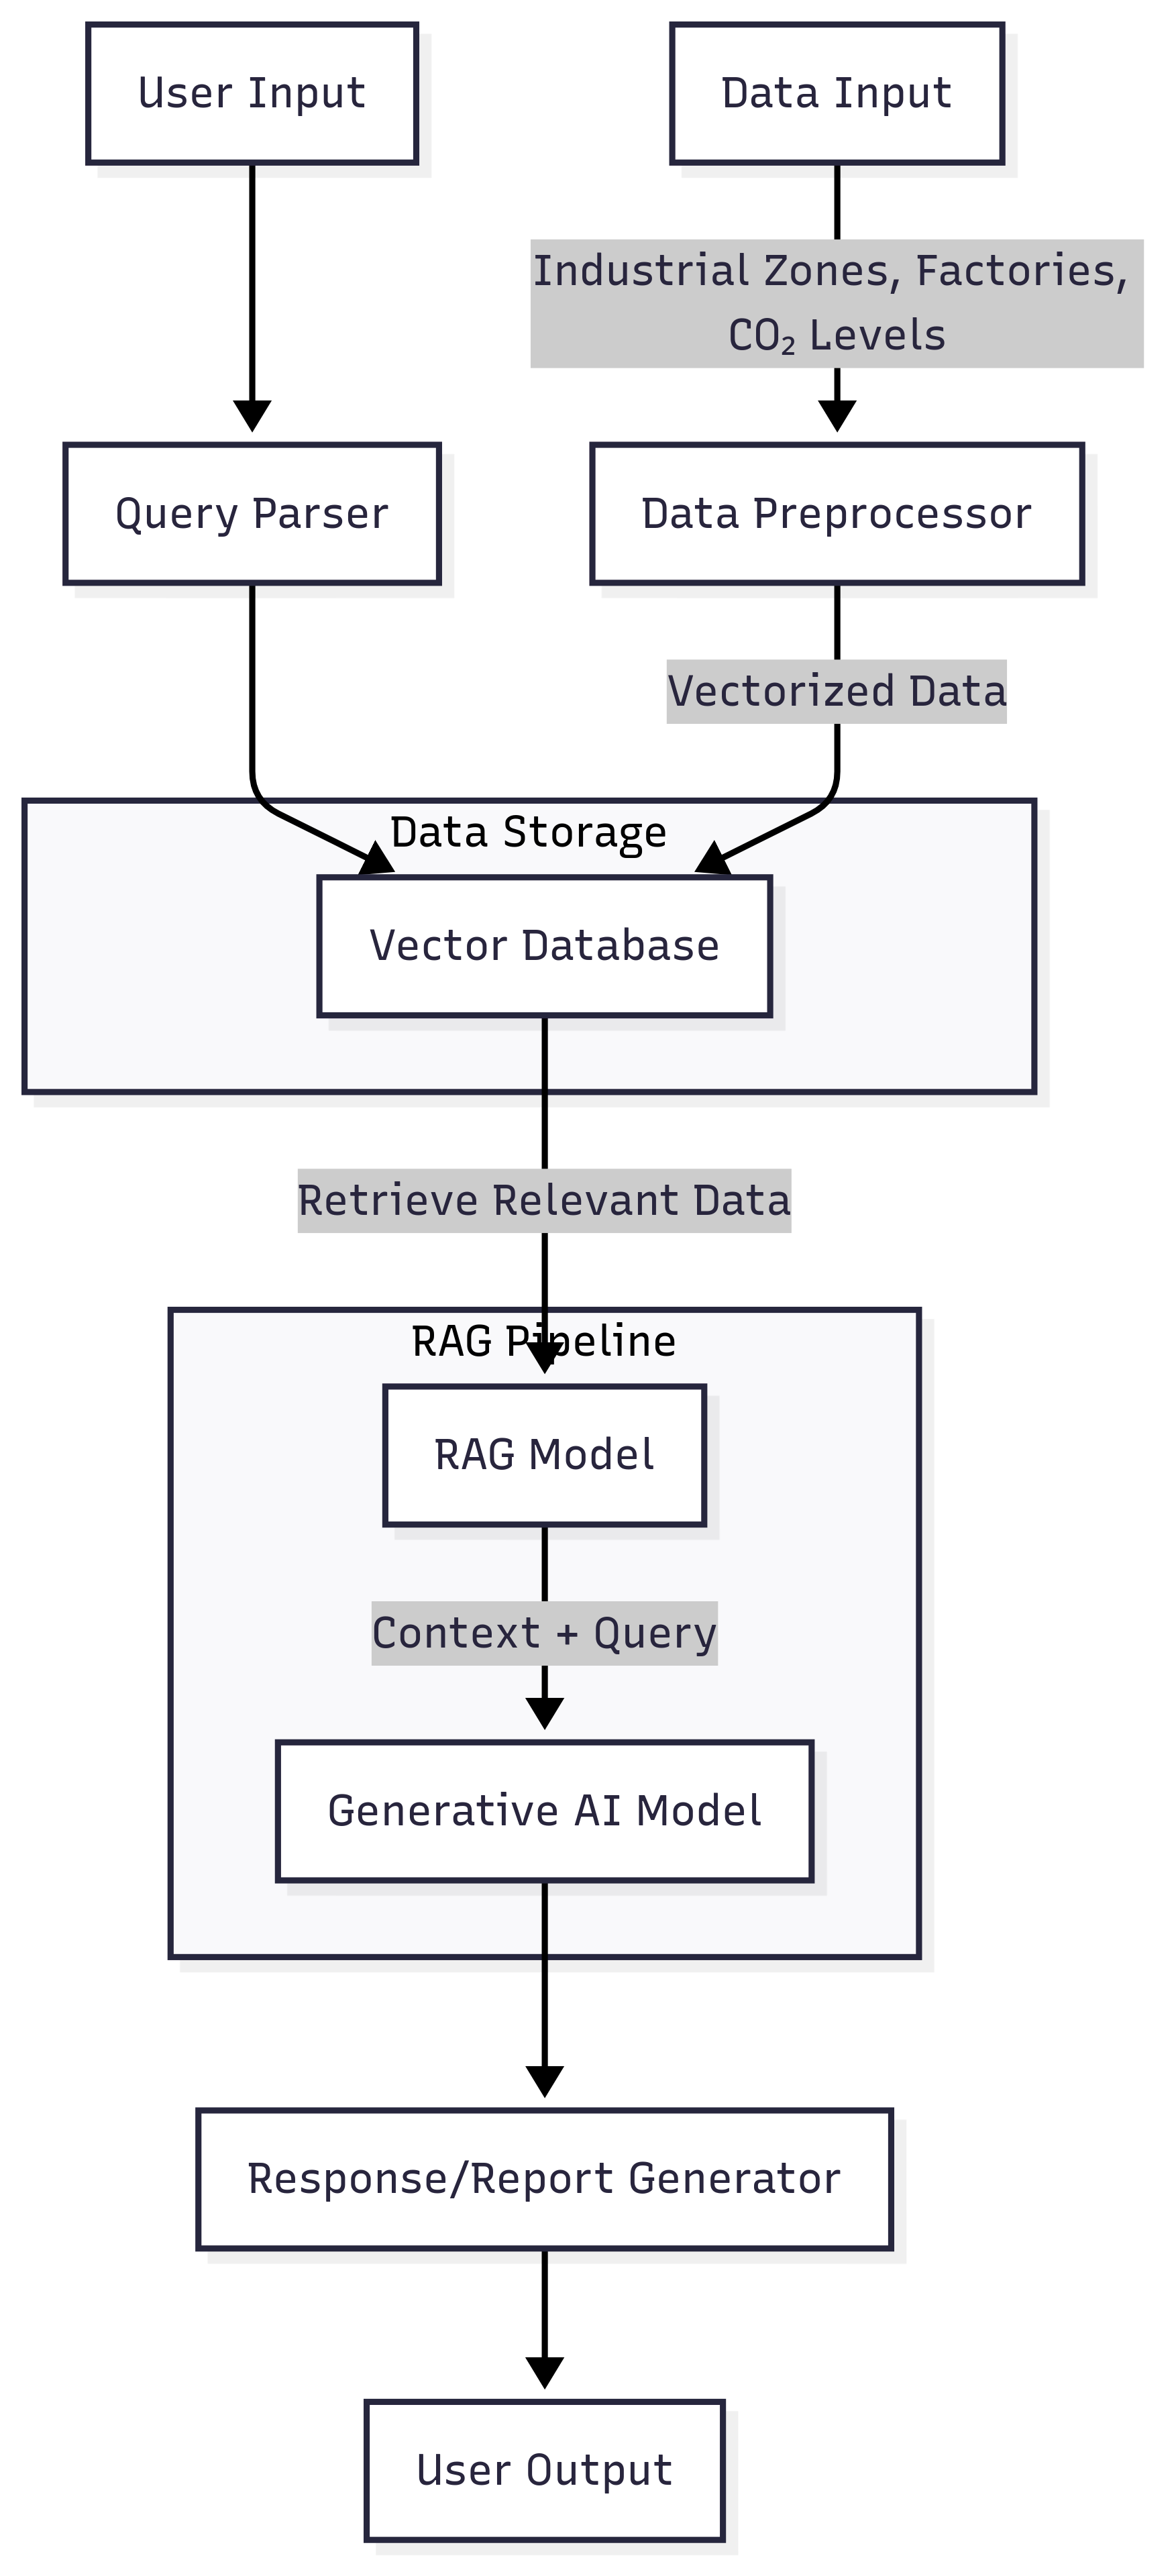 User Input
Data Input
Industrial Zones, Factories,
CO₂ Levels
Query Parser
Data Preprocessor
Vectorized Data
Data Storage
Vector Database
Retrieve Relevant Data
RAG Pipeline
RAG Model
Context + Query
Generative AI Model
Response/Report Generator
User Output